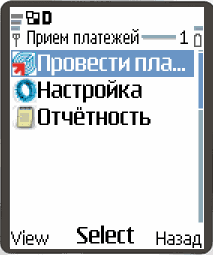 D
Прием платежей 1
Провести пла...
Настройка
Отчётность
View Select Назад